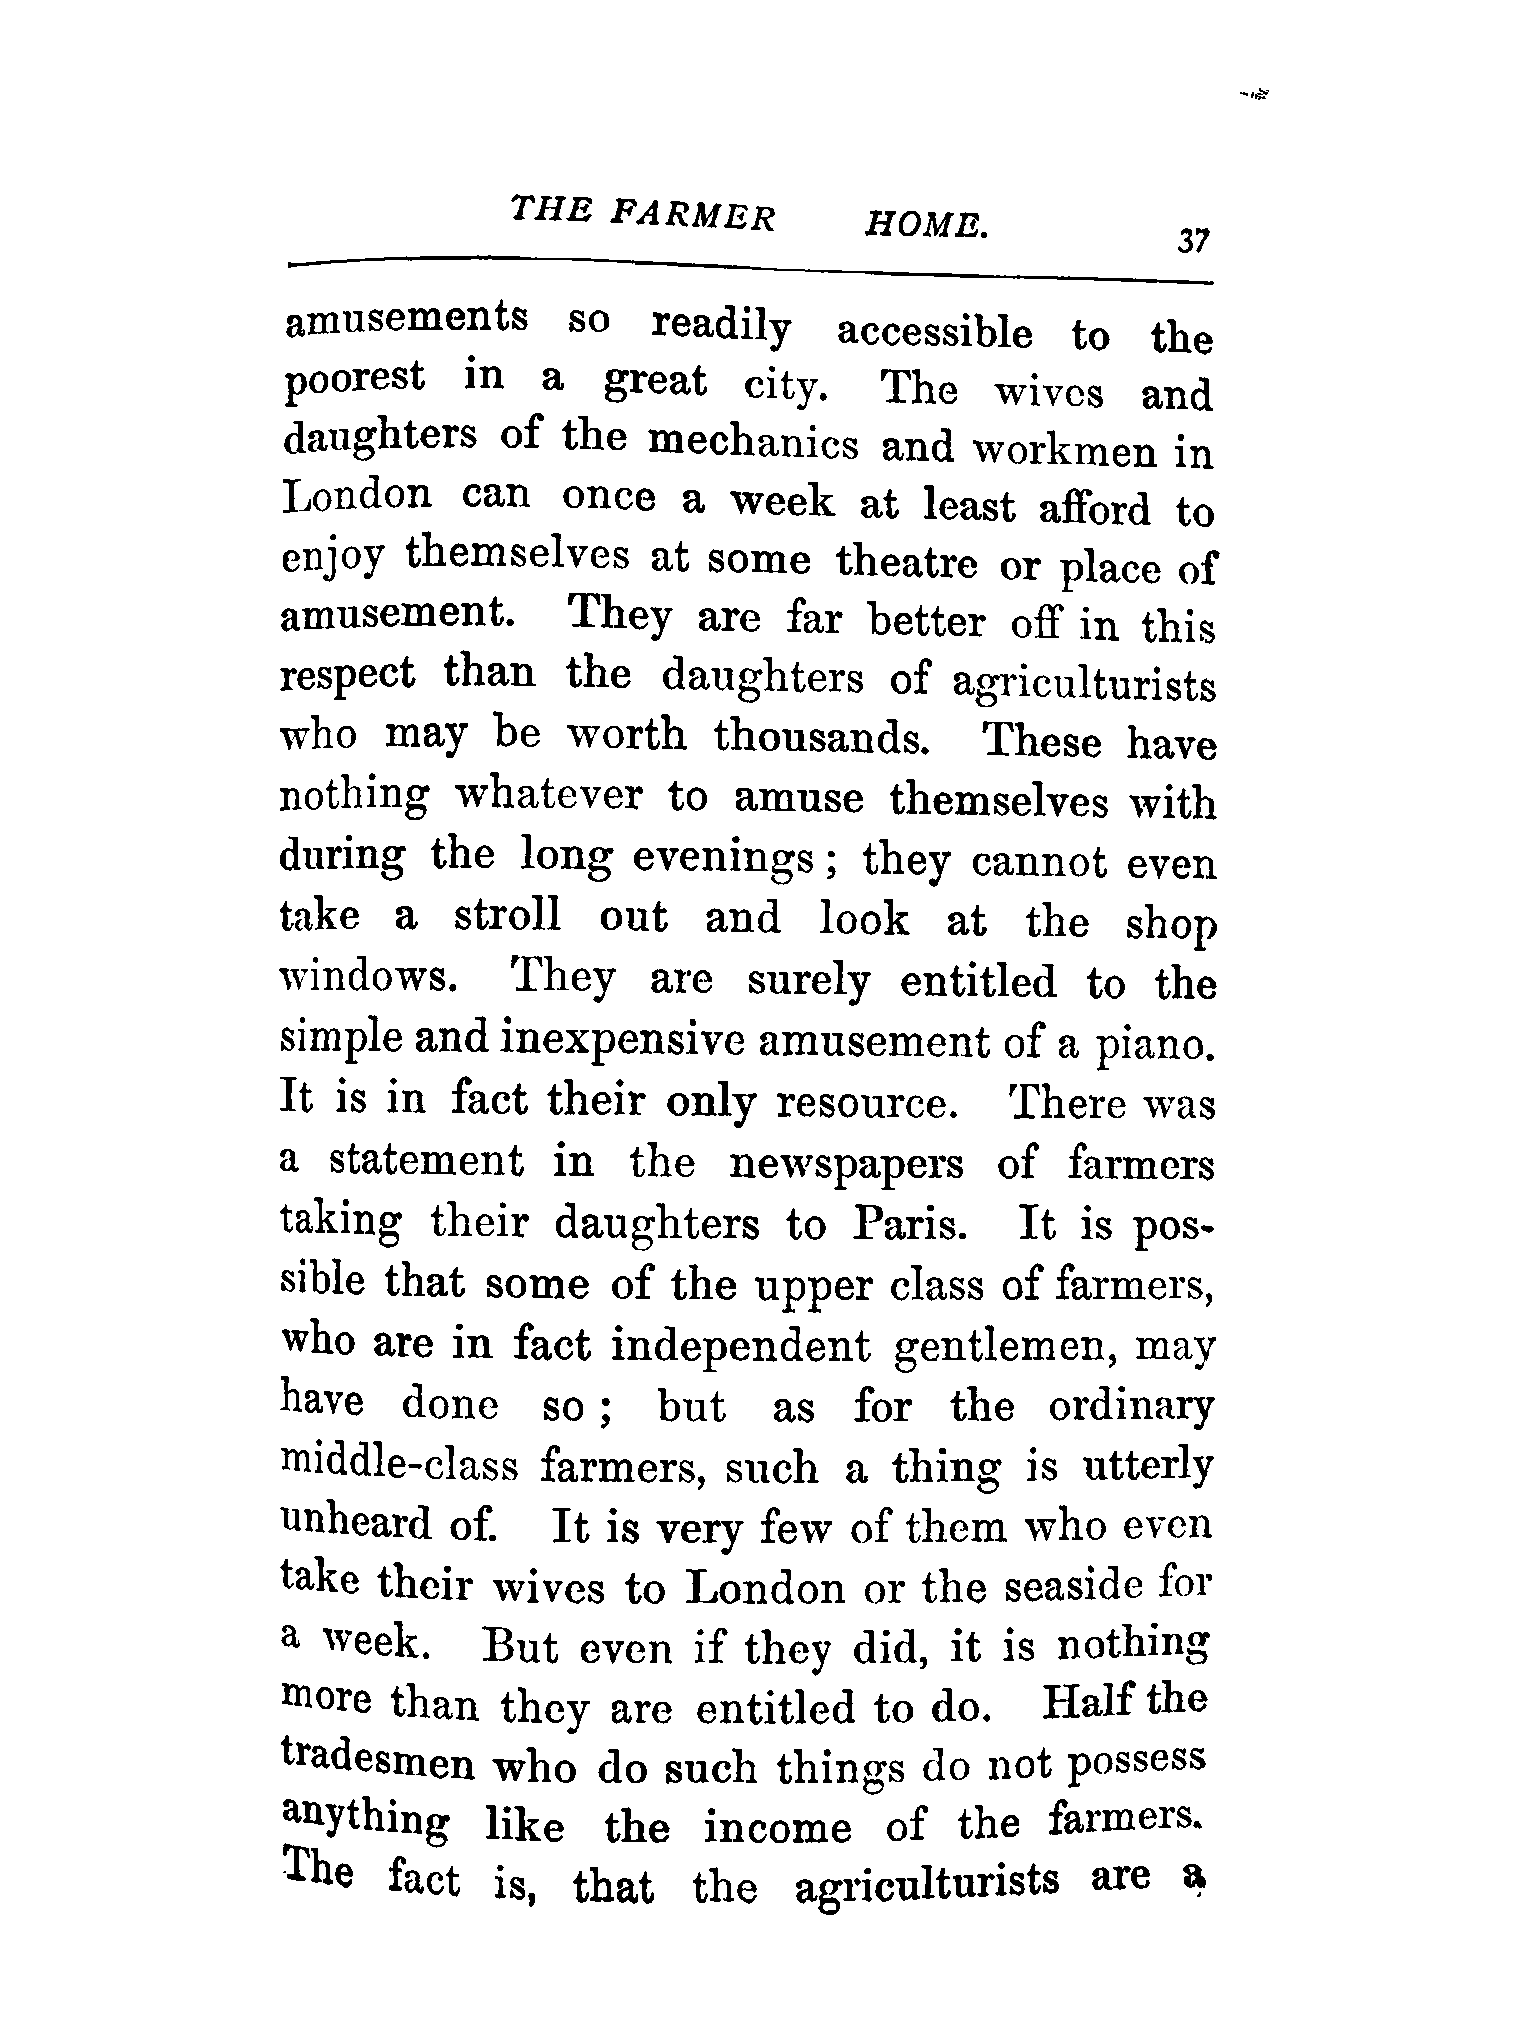 THE FARMER HOME. 37
amusements so readily accessible to the
poorest in a great city. The wives and
daughters of the mechanics and workmen in
London can once a week at least afford to
enjoy themselves at some theatre or place of
amusement. They are far better off in this
respect than the daughters of agriculturists
who may be worth thousands. These have
nothing whatever to amuse themselves with
during the long evenings; they cannot even
take a stroll out and look at the shop
windows. They are surely entitled to the
simple and inexpensive amusement of a piano.
It is in fact their only resource. There was
a statement in the newspapers of farmers
taking their daughters to Paris. It is pos-
sible that some of the upper class of farmers,
who are in fact independent gentlemen, may
have done so; but as for the ordinary
middle-class farmers, such a thing is utterly
unheard of. It is very few of them who even
take their wives to London or the seaside for
a week. But even if they did, it is nothing
more than they are entitled to do. Half the
tradesmen who do such things do not possess
anything like the income of the farmers.
The fact is, that the agriculturists are a